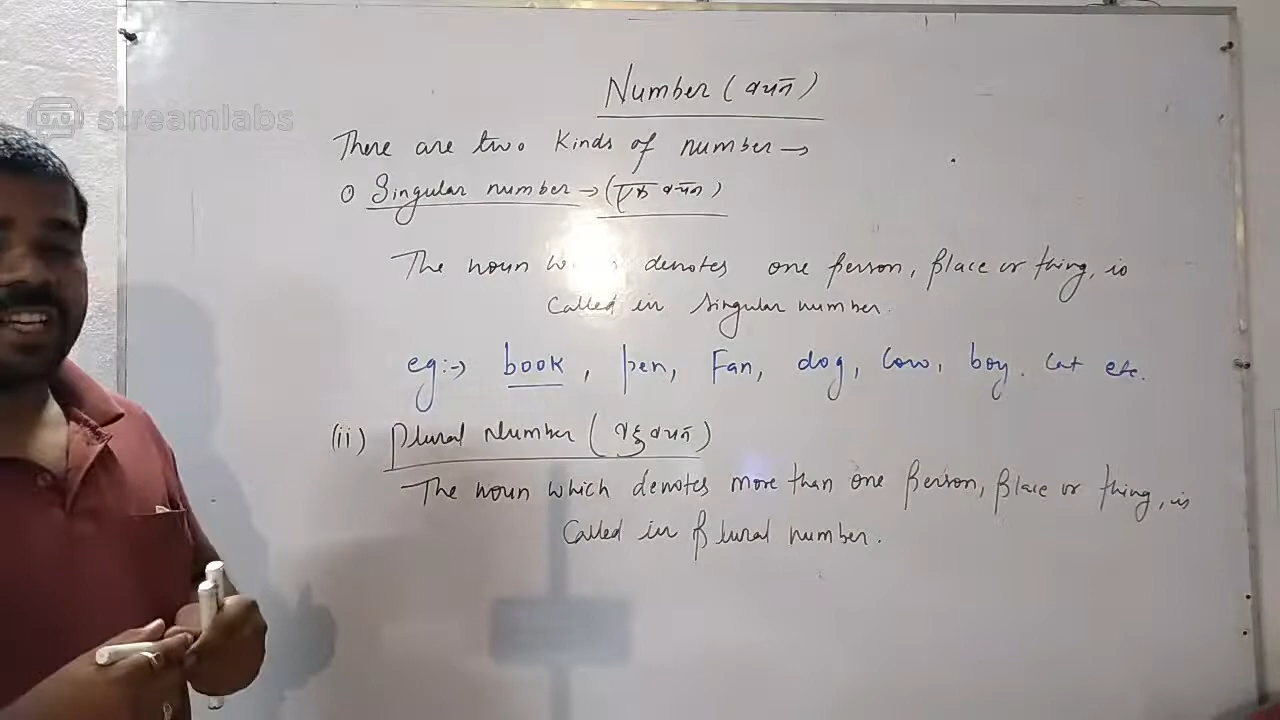 streamlabs
Number (वचन)
There are two kinds of number →
Singular number → (एक वचन)
The noun denotes one person, place or thing, is
called in singular number.
eg:→ book, pen, Fan, dog, Cow, boy, Cat etc.
(ii) Plural Number (बहुवचन)
The noun which denotes more than one person, place or thing, is
called in plural number.